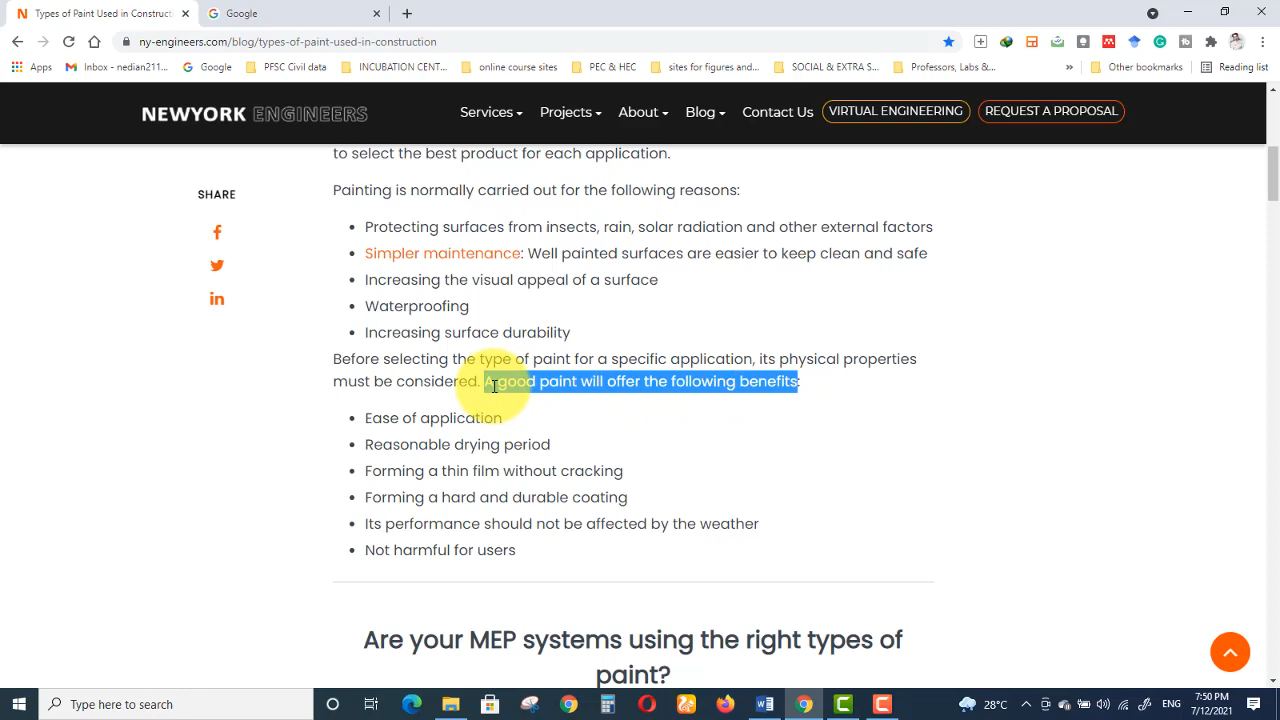 Types of Paint Used in Construct
Google
ny-engineers.com/blog/types-of-paint-used-in-construction
Apps
Inbox - nedian211...
Google
PFSC Civil data
INCUBATION CENT...
online course sites
PEC & HEC
sites for figures and...
SOCIAL & EXTRA S...
Professors, Labs &...
»
Other bookmarks
Reading list
NEWYORK ENGINEERS
Services
Projects
About
Blog
Contact Us
VIRTUAL ENGINEERING
REQUEST A PROPOSAL
to select the best product for each application.
SHARE
Painting is normally carried out for the following reasons:
• Protecting surfaces from insects, rain, solar radiation and other external factors
• Simpler maintenance: Well painted surfaces are easier to keep clean and safe
• Increasing the visual appeal of a surface
• Waterproofing
• Increasing surface durability
Before selecting the type of paint for a specific application, its physical properties
must be considered. A good paint will offer the following benefits:
• Ease of application
• Reasonable drying period
• Forming a thin film without cracking
• Forming a hard and durable coating
• Its performance should not be affected by the weather
• Not harmful for users
Are your MEP systems using the right types of
paint?
Type here to search
28°C
7:50 PM
7/12/2021